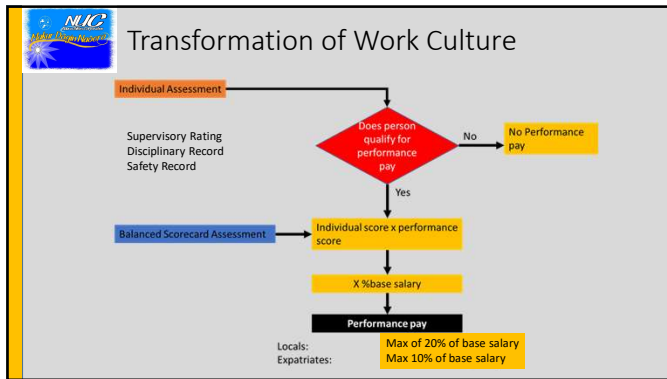 NUC
Transformation of Work Culture
Individual Assessment
Supervisory Rating
Disciplinary Record
Safety Record
Does person
qualify for
performance
pay
No
No Performance
pay
Yes
Balanced Scorecard Assessment
Individual score x performance
score
X %base salary
Performance pay
Locals:
Max of 20% of base salary
Expatriates:
Max 10% of base salary